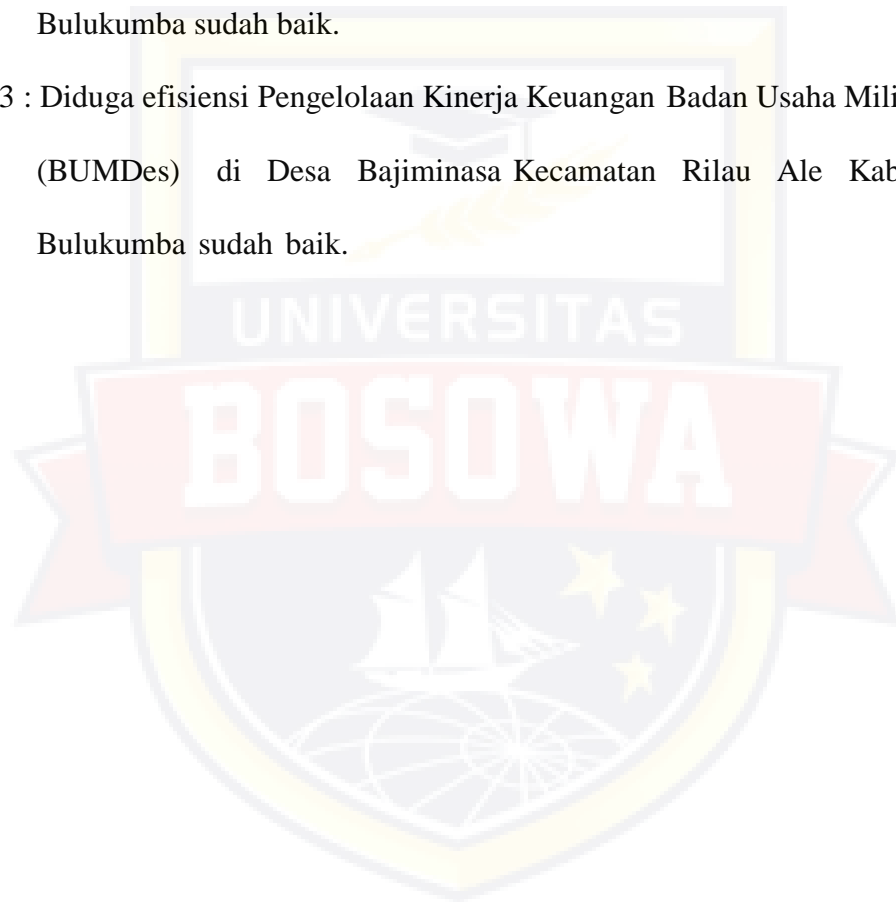 Bulukumba sudah baik.
3 : Diduga efisiensi Pengelolaan Kinerja Keuangan Badan Usaha Mili
(BUMDes) di Desa Bajiminasa Kecamatan Rilau Ale Kab
Bulukumba sudah baik.
UNIVERSITAS
BOSOWA